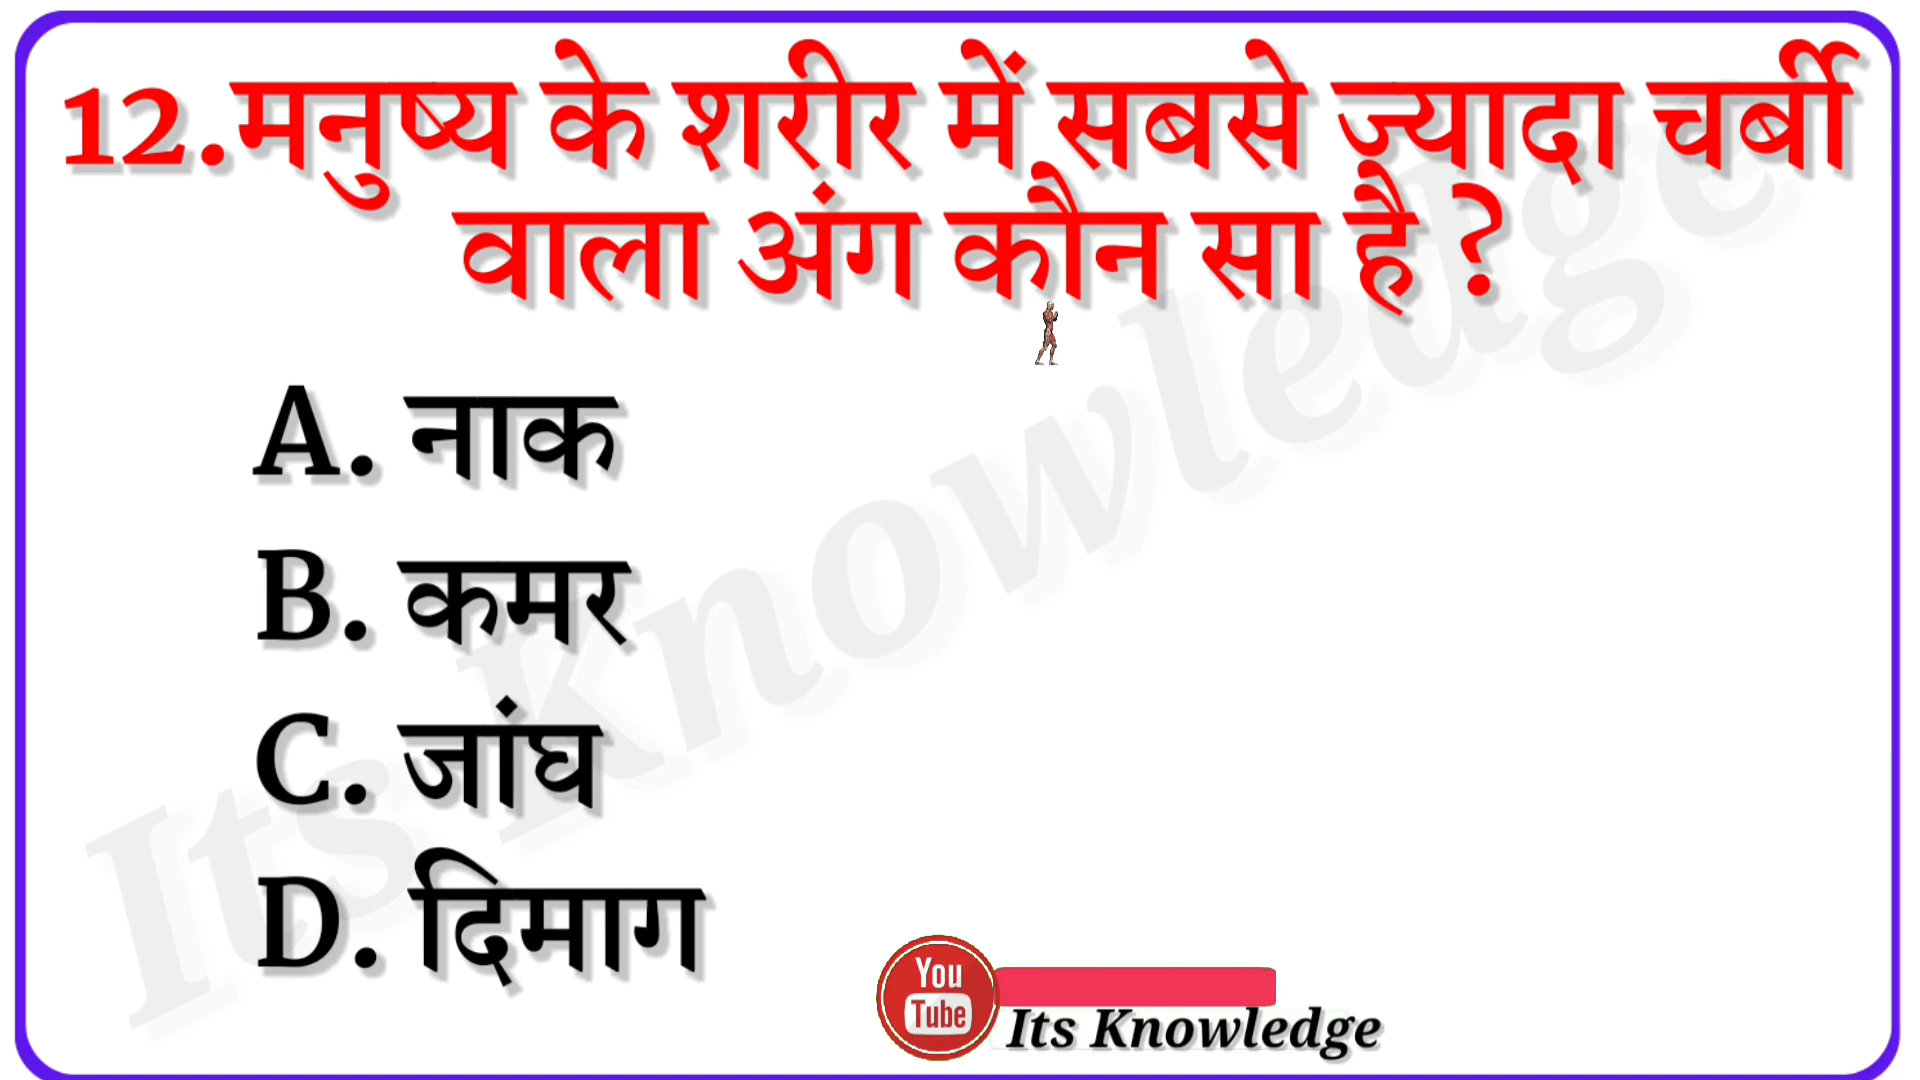 12.मनुष्य के शरीर में सबसे ज्यादा चर्बी
वाला अंग कौन सा है ?
A. नाक
B. कमर
C. जांघ
D. दिमाग
You
Tube
Its Knowledge
Its Knowledge